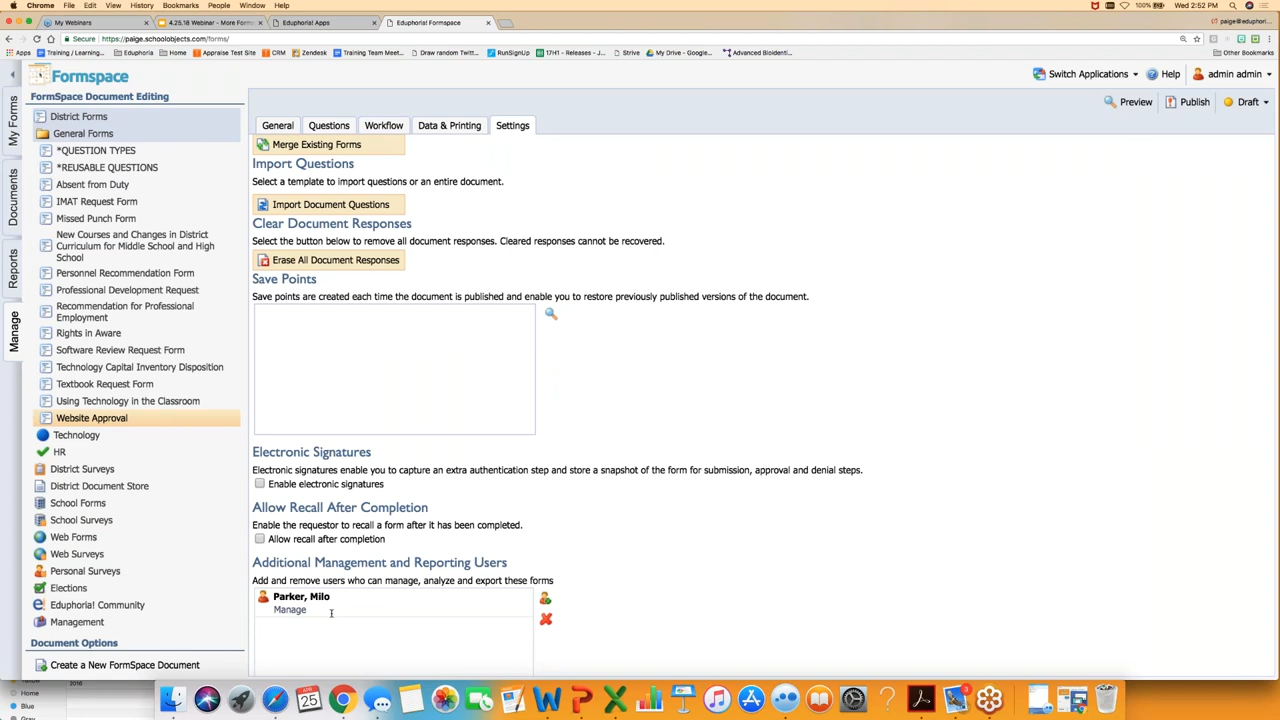 Chrome File Edit View History Bookmarks People Window Help
100% Wed 2:52 PM
My Webinars
4.25.18 Webinar - More Forms
Eduphoria! Apps
Eduphoria! Formspace
paige@eduphori
Secure https://paige.schoolobjects.com/forms/
Apps Training / Learning... Eduphoria Home Appraise Test Site CRM Zendesk Training Team Meet... Draw random Twitt... RunSignUp 17H1 - Releases - J... Strive My Drive - Google... Advanced Bioidenti... Other Bookmarks
Formspace
Switch Applications Help admin admin
FormSpace Document Editing
Preview Publish Draft
My Forms
Documents
Reports
Manage
District Forms
General Forms
*QUESTION TYPES
*REUSABLE QUESTIONS
Absent from Duty
IMAT Request Form
Missed Punch Form
New Courses and Changes in District
Curriculum for Middle School and High
School
Personnel Recommendation Form
Professional Development Request
Recommendation for Professional
Employment
Rights in Aware
Software Review Request Form
Technology Capital Inventory Disposition
Textbook Request Form
Using Technology in the Classroom
Website Approval
Technology
HR
District Surveys
District Document Store
School Forms
School Surveys
Web Forms
Web Surveys
Personal Surveys
Elections
Eduphoria! Community
Management
Document Options
Create a New FormSpace Document
General Questions Workflow Data & Printing Settings
Merge Existing Forms
Import Questions
Select a template to import questions or an entire document.
Import Document Questions
Clear Document Responses
Select the button below to remove all document responses. Cleared responses cannot be recovered.
Erase All Document Responses
Save Points
Save points are created each time the document is published and enable you to restore previously published versions of the document.
Electronic Signatures
Electronic signatures enable you to capture an extra authentication step and store a snapshot of the form for submission, approval and denial steps.
Enable electronic signatures
Allow Recall After Completion
Enable the requestor to recall a form after it has been completed.
Allow recall after completion
Additional Management and Reporting Users
Add and remove users who can manage, analyze and export these forms
Parker, Milo
Manage
2016
Home
Blue
APR
25